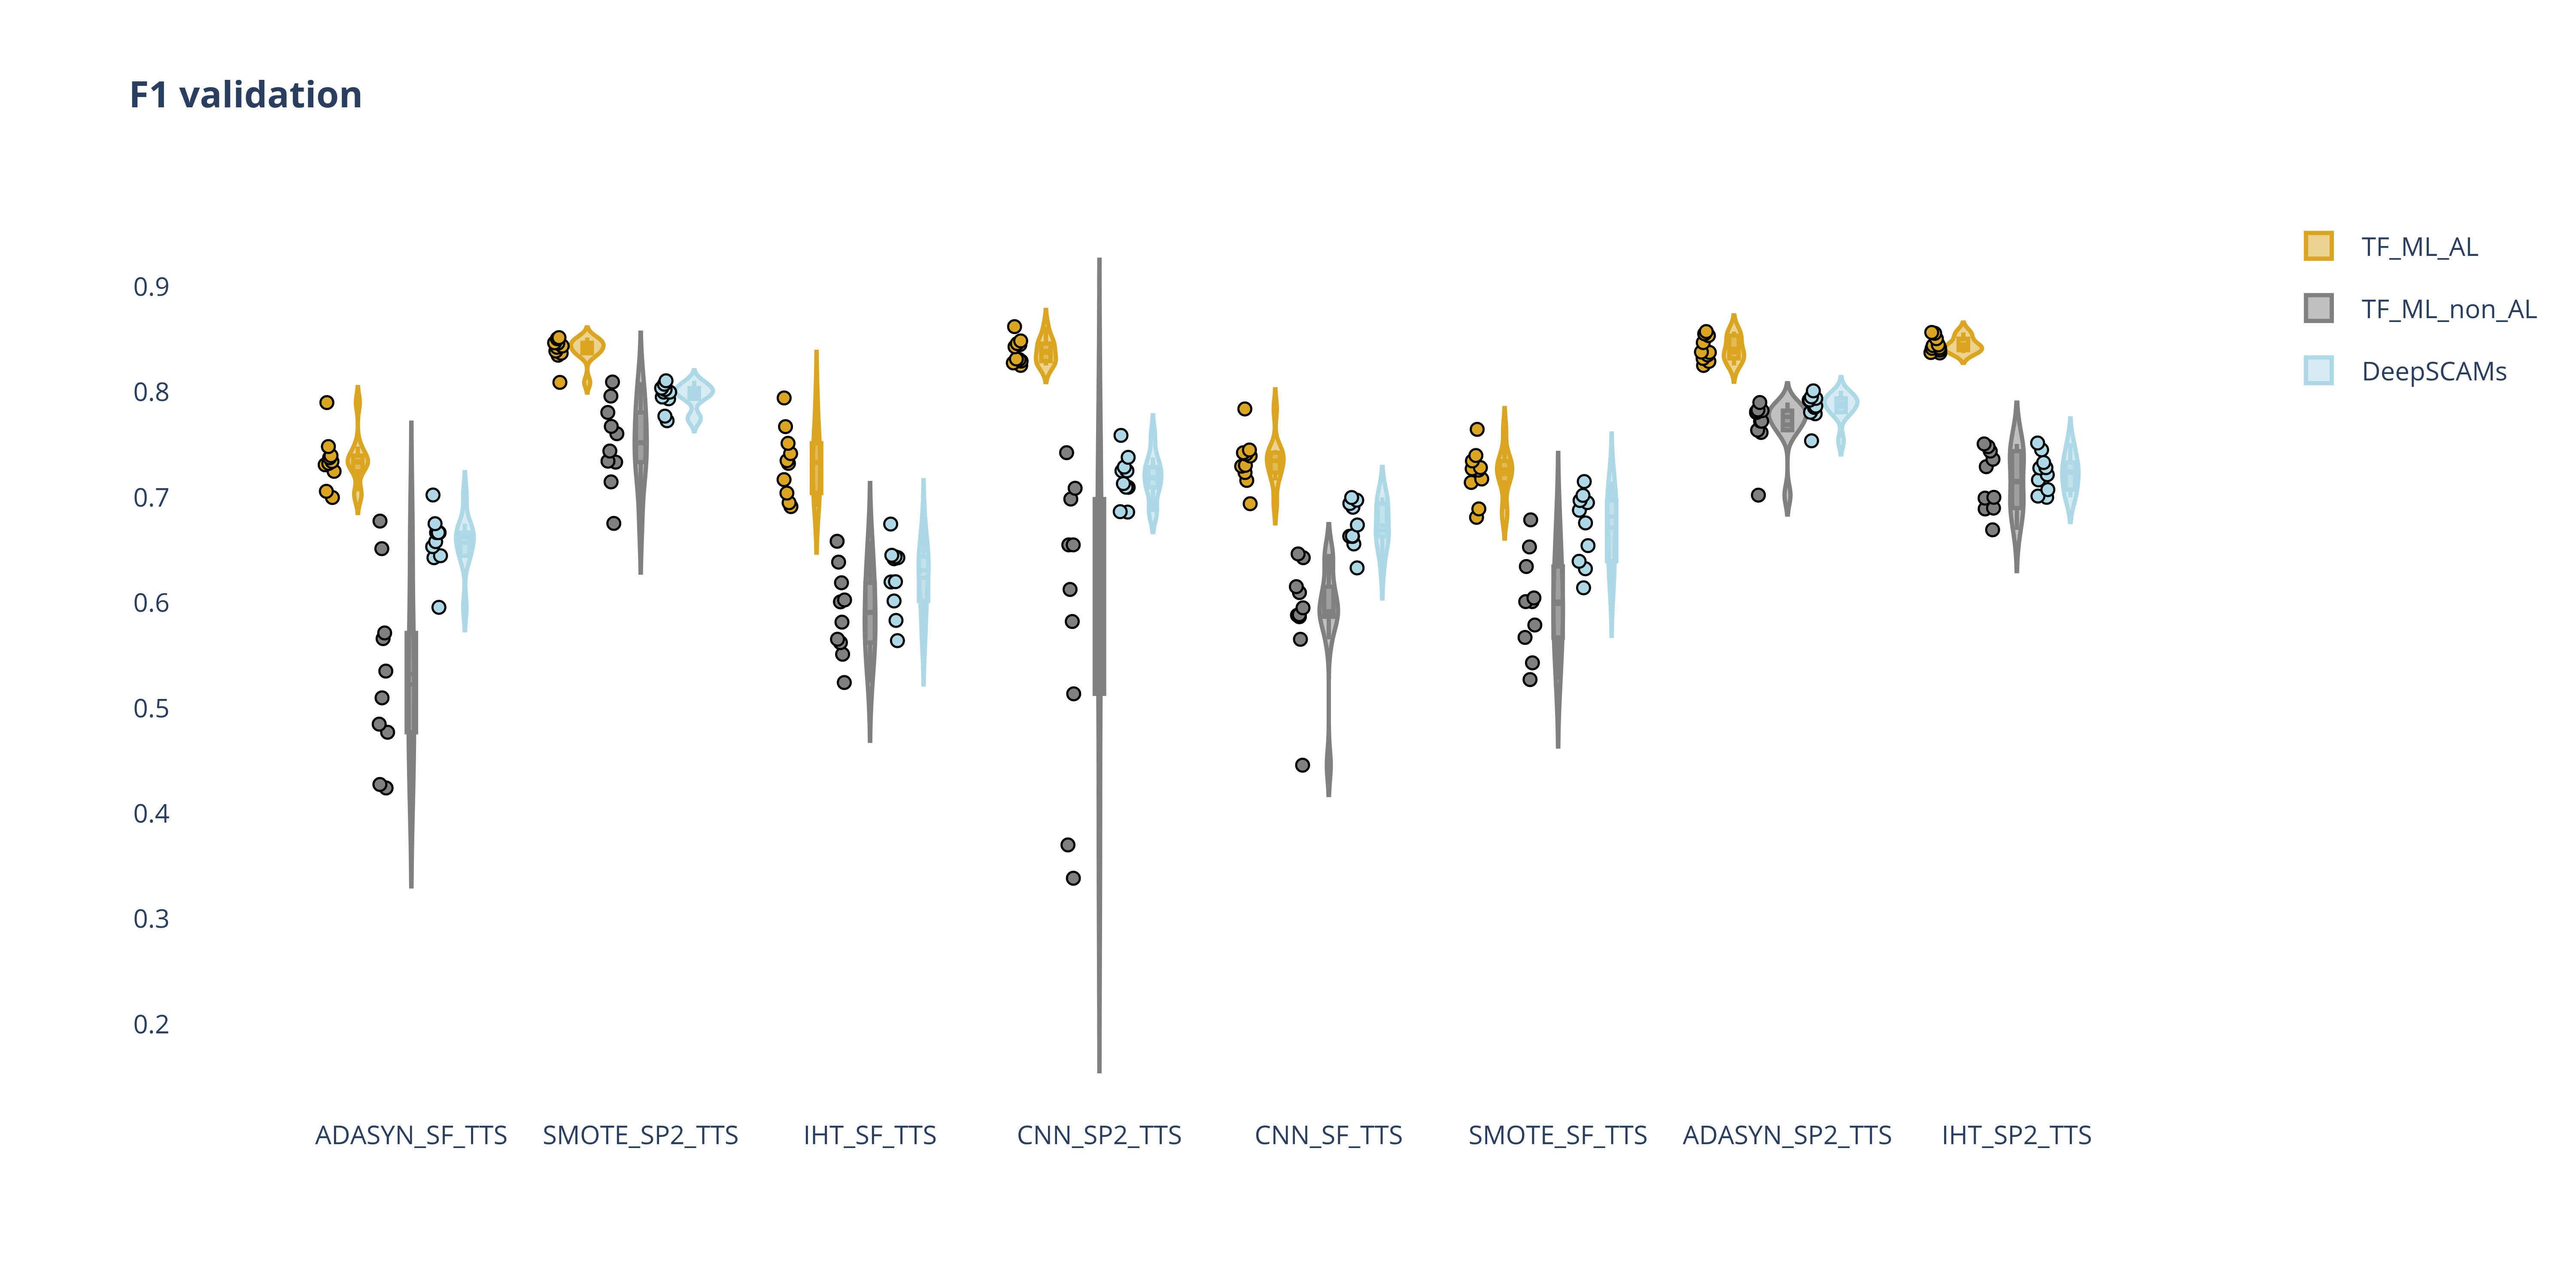 F1 validation
TF_ML_AL
TF_ML_non_AL
DeepSCAMs
0.9
0.8
0.7
0.6
0.5
0.4
0.3
0.2
ADASYN_SF_TTS
SMOTE_SP2_TTS
IHT_SF_TTS
CNN_SP2_TTS
CNN_SF_TTS
SMOTE_SF_TTS
ADASYN_SP2_TTS
IHT_SP2_TTS